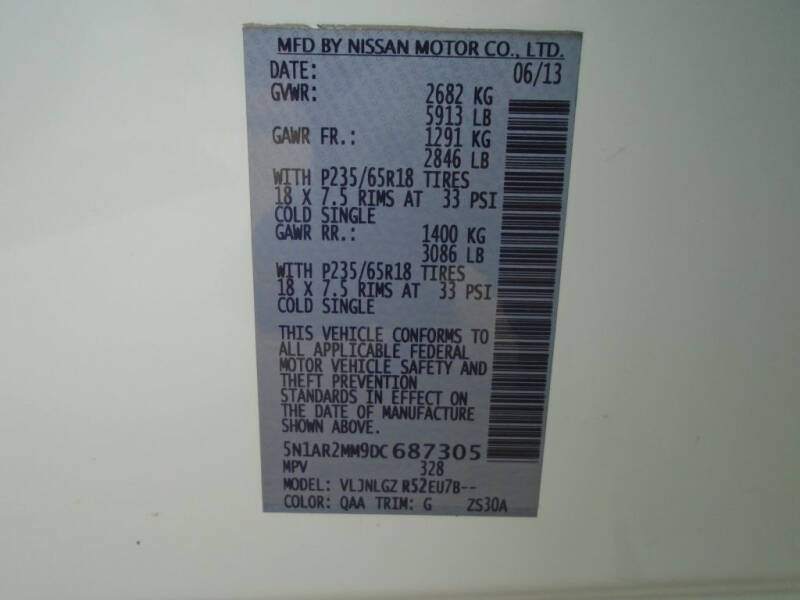 MFD BY NISSAN MOTOR CO., LTD.
DATE: 06/13
GVWR: 2682 KG
5913 LB
GAWR FR.: 1291 KG
2846 LB
WITH P235/65R18 TIRES
18 X 7.5 RIMS AT 33 PSI
COLD SINGLE
GAWR RR.: 1400 KG
3086 LB
WITH P235/65R18 TIRES
18 X 7.5 RIMS AT 33 PSI
COLD SINGLE
THIS VEHICLE CONFORMS TO
ALL APPLICABLE FEDERAL
MOTOR VEHICLE SAFETY AND
THEFT PREVENTION
STANDARDS IN EFFECT ON
THE DATE OF MANUFACTURE
SHOWN ABOVE.
5N1AR2MM9DC687305
MPV 328
MODEL: VLJNLGZ R52EU7B--
COLOR: QAA TRIM: G ZS30A